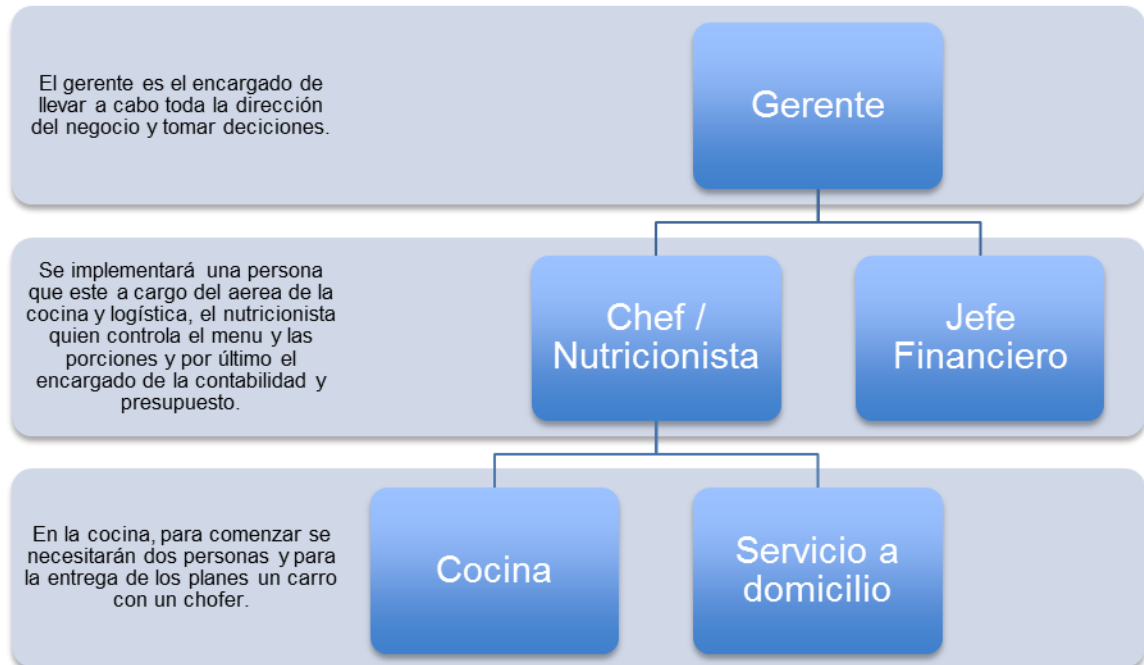 El gerente es el encargado de
llevar a cabo toda la dirección
del negocio y tomar deciciones.
Gerente
Se implementará una persona
que este a cargo del aerea de la
cocina y logística, el nutricionista
quien controla el menu y las
porciones y por último el
encargado de la contabilidad y
presupuesto.
Chef /
Nutricionista
Jefe
Financiero
En la cocina, para comenzar se
necesitarán dos personas y para
la entrega de los planes un carro
con un chofer.
Cocina
Servicio a
domicilio